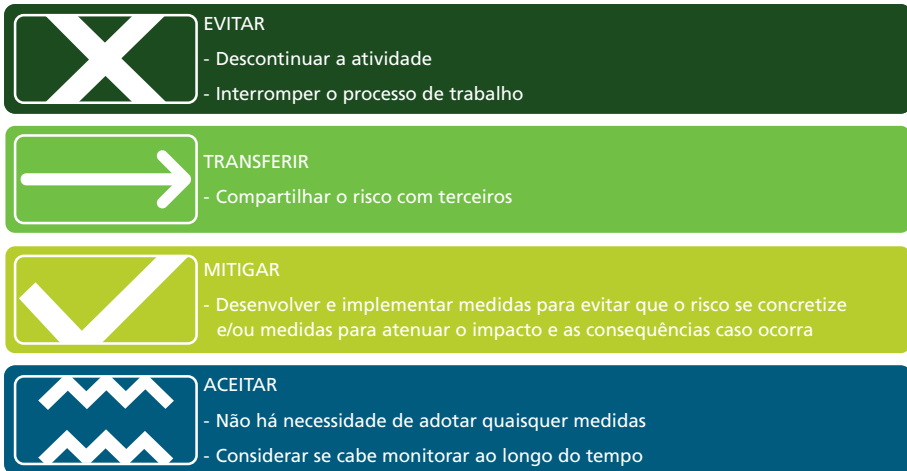 EVITAR
- Descontinuar a atividade
- Interromper o processo de trabalho
TRANSFERIR
- Compartilhar o risco com terceiros
MITIGAR
- Desenvolver e implementar medidas para evitar que o risco se concretize
e/ou medidas para atenuar o impacto e as consequências caso ocorra
ACEITAR
- Não há necessidade de adotar quaisquer medidas
- Considerar se cabe monitorar ao longo do tempo